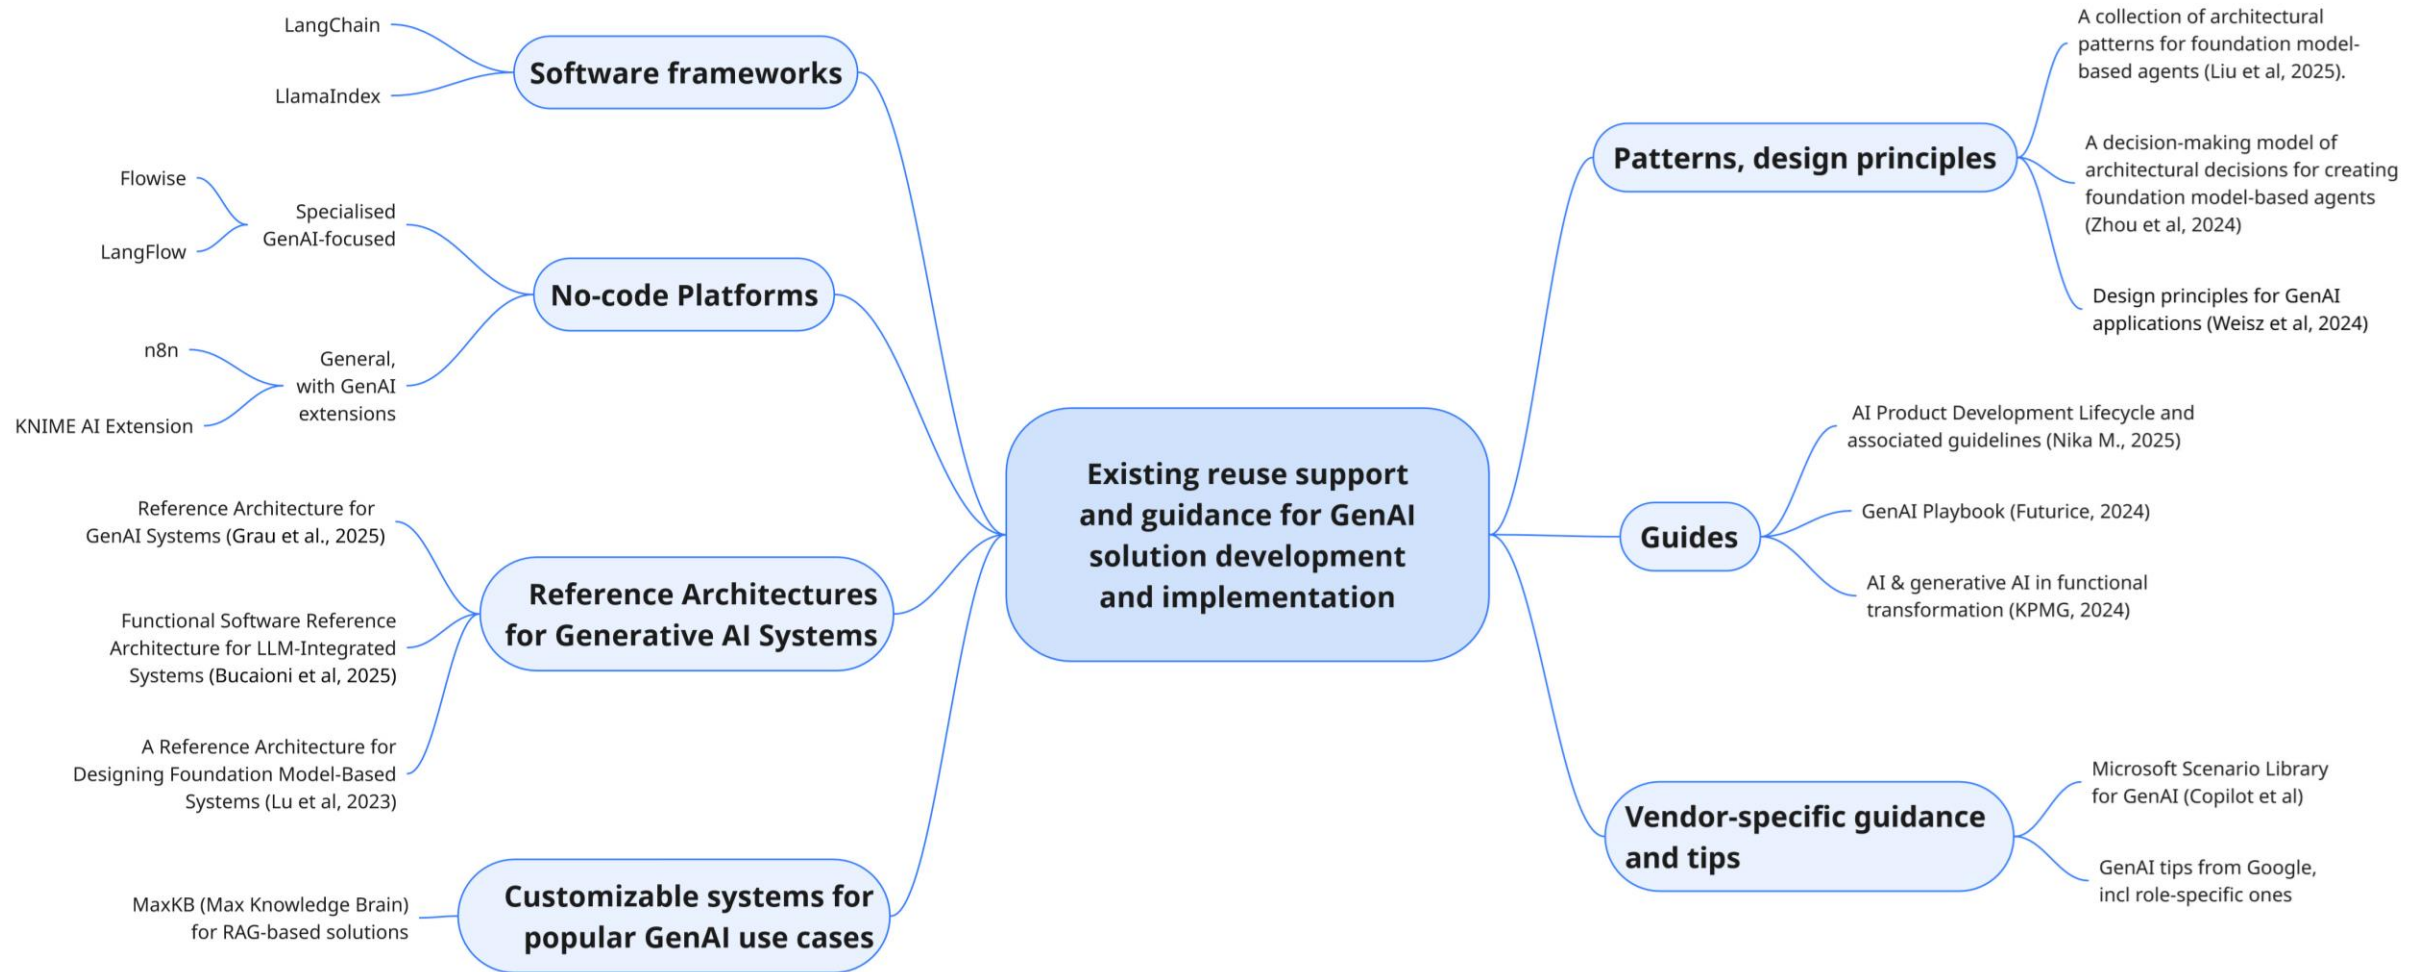 LangChain
Software frameworks
LlamaIndex
Flowise
Specialised
GenAI-focused
LangFlow
No-code Platforms
n8n
General,
with GenAI
extensions
KNIME AI Extension
Reference Architecture for
GenAI Systems (Grau et al., 2025)
Functional Software Reference
Architecture for LLM-Integrated
Systems (Bucaioni et al, 2025)
A Reference Architecture for
Designing Foundation Model-Based
Systems (Lu et al, 2023)
Reference Architectures
for Generative AI Systems
Customizable systems for
popular GenAI use cases
MaxKB (Max Knowledge Brain)
for RAG-based solutions
Existing reuse support
and guidance for GenAI
solution development
and implementation
Patterns, design principles
A collection of architectural
patterns for foundation model-
based agents (Liu et al, 2025).
A decision-making model of
architectural decisions for creating
foundation model-based agents
(Zhou et al, 2024)
Design principles for GenAI
applications (Weisz et al, 2024)
Guides
AI Product Development Lifecycle and
associated guidelines (Nika M., 2025)
GenAI Playbook (Futurice, 2024)
AI & generative AI in functional
transformation (KPMG, 2024)
Vendor-specific guidance
and tips
Microsoft Scenario Library
for GenAI (Copilot et al)
GenAI tips from Google,
incl role-specific ones